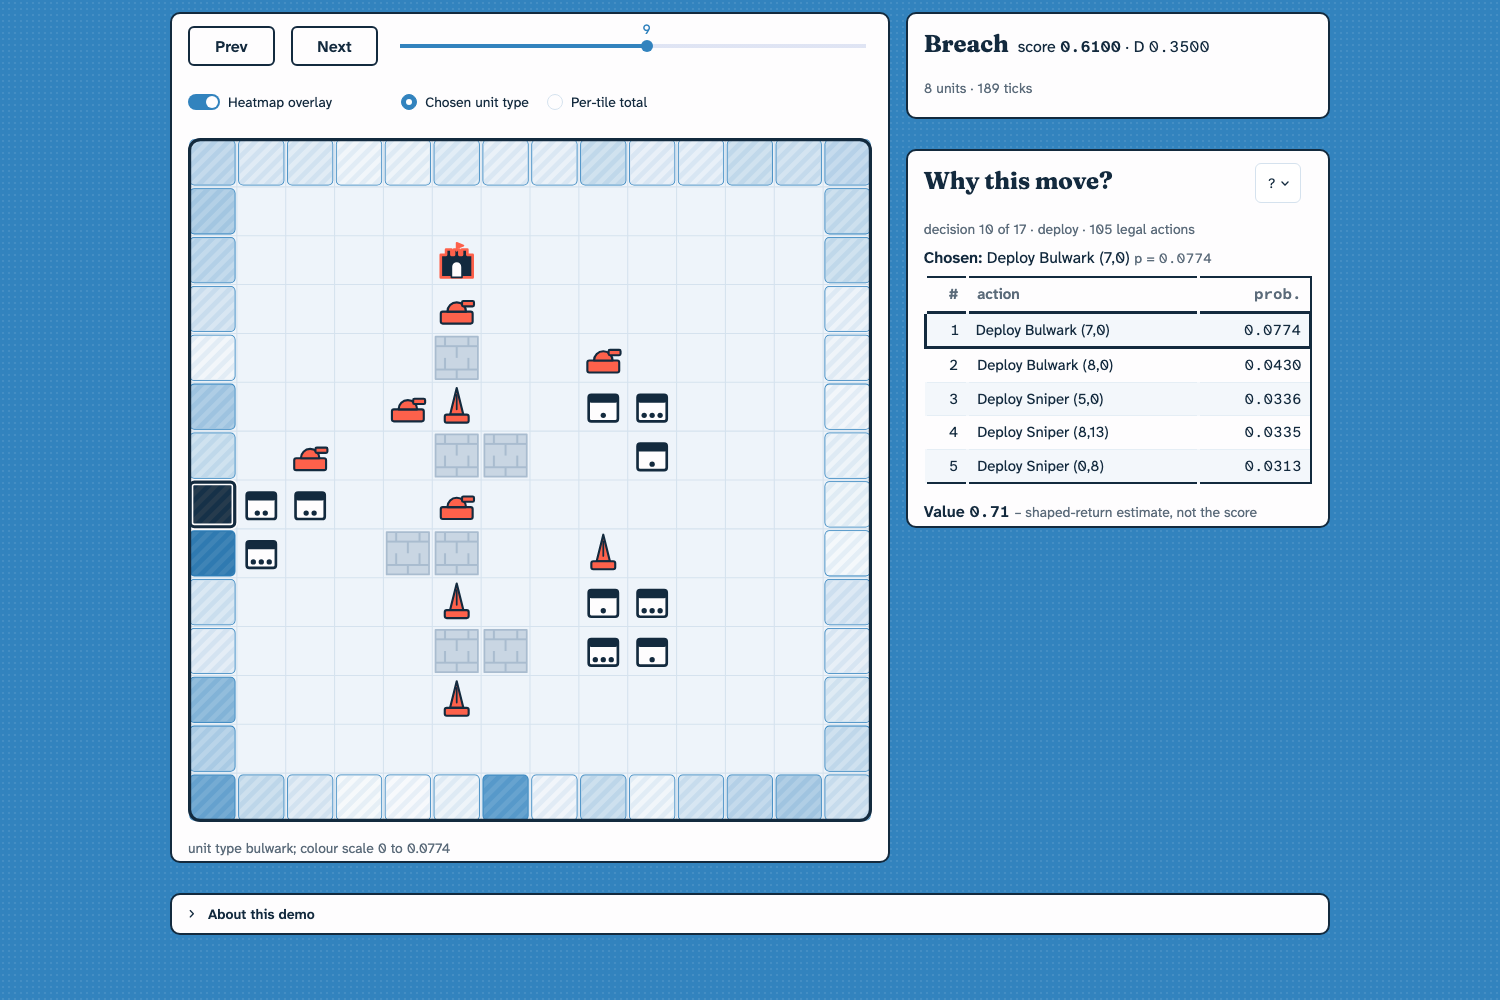 Prev
Next
9
Heatmap overlay
Chosen unit type
Per-tile total
unit type bulwark; colour scale 0 to 0.0774
Breach score 0.6100 · D 0.3500
8 units · 189 ticks
Why this move?
?
decision 10 of 17 · deploy · 105 legal actions
Chosen: Deploy Bulwark (7,0) p = 0.0774
# action prob.
1 Deploy Bulwark (7,0) 0.0774
2 Deploy Bulwark (8,0) 0.0430
3 Deploy Sniper (5,0) 0.0336
4 Deploy Sniper (8,13) 0.0335
5 Deploy Sniper (0,8) 0.0313
Value 0.71 – shaped-return estimate, not the score
About this demo